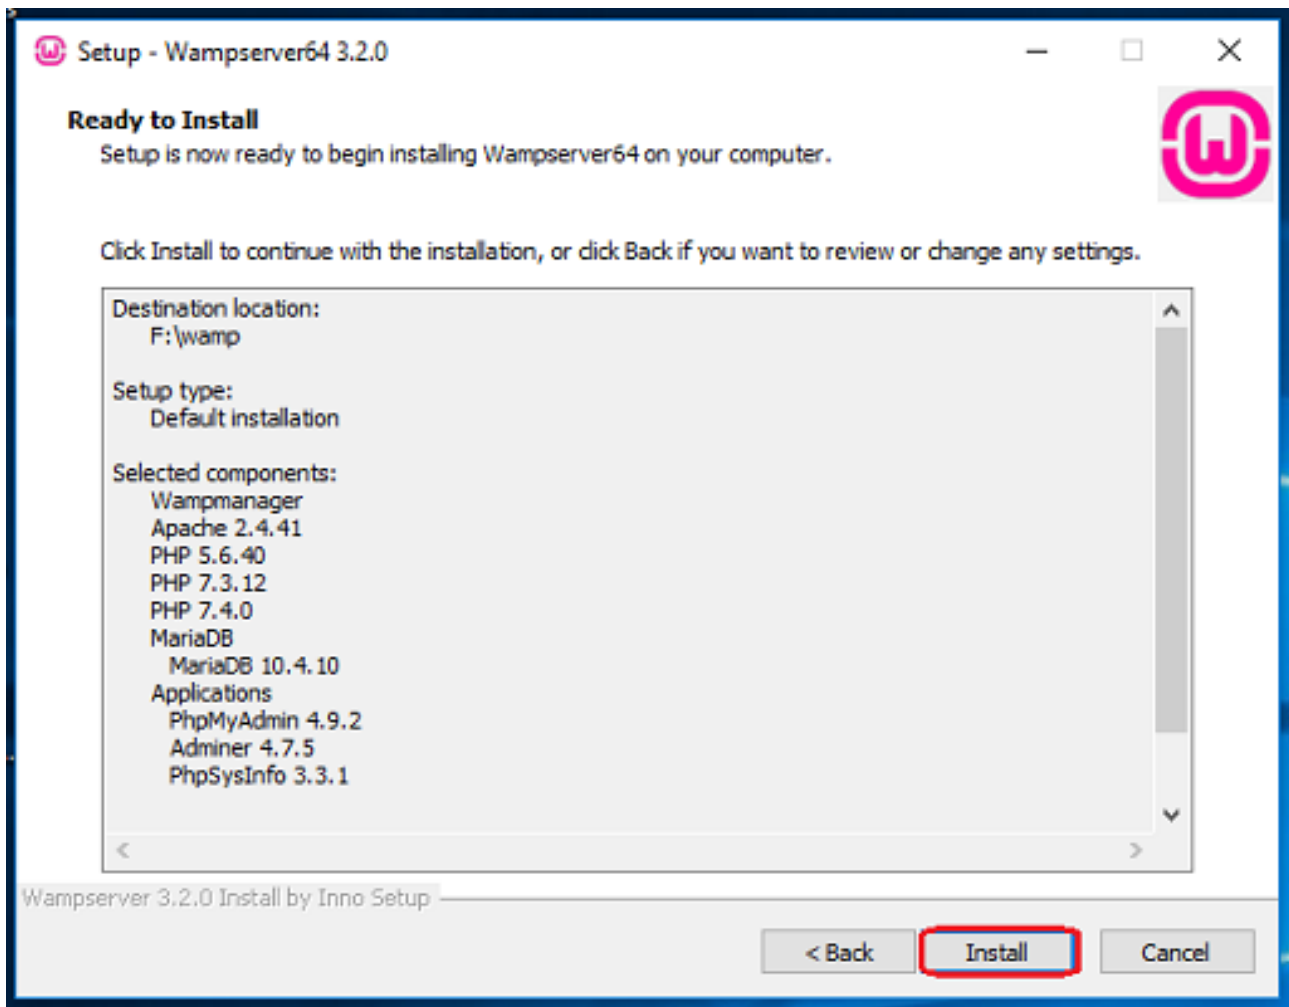 Setup - Wampserver64 3.2.0
Ready to Install
Setup is now ready to begin installing Wampserver64 on your computer.
Click Install to continue with the installation, or click Back if you want to review or change any settings.
Destination location:
F:\wamp
Setup type:
Default installation
Selected components:
Wampmanager
Apache 2.4.41
PHP 5.6.40
PHP 7.3.12
PHP 7.4.0
MariaDB
MariaDB 10.4.10
Applications
PhpMyAdmin 4.9.2
Adminer 4.7.5
PhpSysInfo 3.3.1
Wampserver 3.2.0 Install by Inno Setup
< Back
Install
Cancel